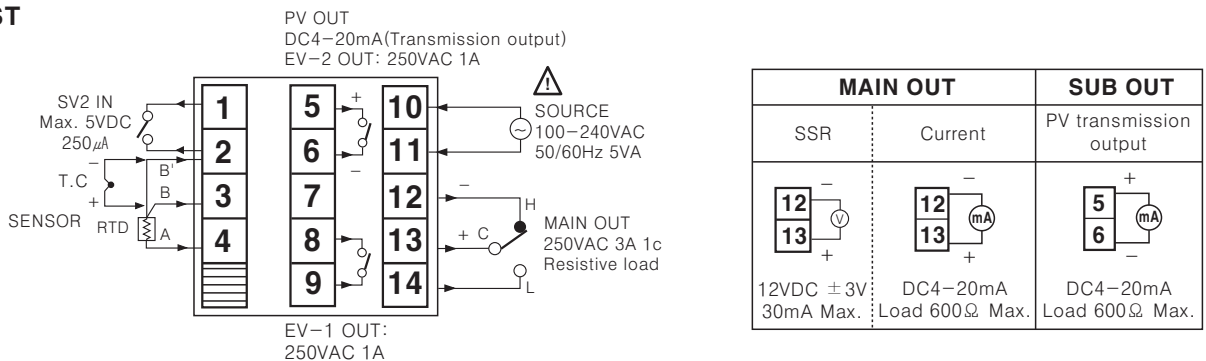 ST
PV OUT
DC4-20mA(Transmission output)
EV-2 OUT: 250VAC 1A
SV2 IN
Max. 5VDC
250㎂
T.C
SENSOR
RTD
−
+
B'
B
A
1
2
3
4
5
6
7
8
9
+
−
10
11
12
13
14
SOURCE
100-240VAC
50/60Hz 5VA
−
H
+ C
L
MAIN OUT
250VAC 3A 1c
Resistive load
EV-1 OUT:
250VAC 1A
MAIN OUT
SUB OUT
SSR
Current
PV transmission
output
−
12
V
13
+
12VDC ±3V
30mA Max.
−
12
mA
13
+
DC4-20mA
Load 600Ω Max.
+
5
mA
6
−
DC4-20mA
Load 600Ω Max.